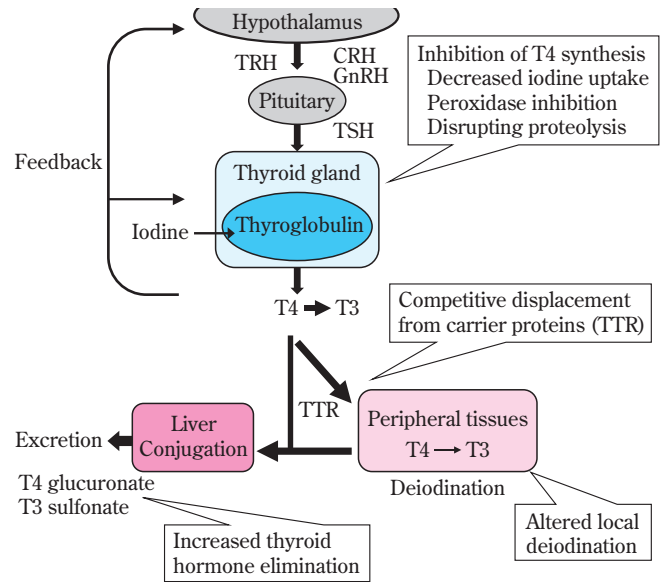 Hypothalamus
TRH
CRH
GnRH
Pituitary
TSH
Inhibition of T4 synthesis
Decreased iodine uptake
Peroxidase inhibition
Disrupting proteolysis
Feedback
Thyroid gland
Thyroglobulin
Iodine
T4 T3
Competitive displacement
from carrier proteins (TTR)
TTR
Peripheral tissues
T4 T3
Deiodination
Liver
Conjugation
Excretion
T4 glucuronate
T3 sulfonate
Increased thyroid
hormone elimination
Altered local
deiodination